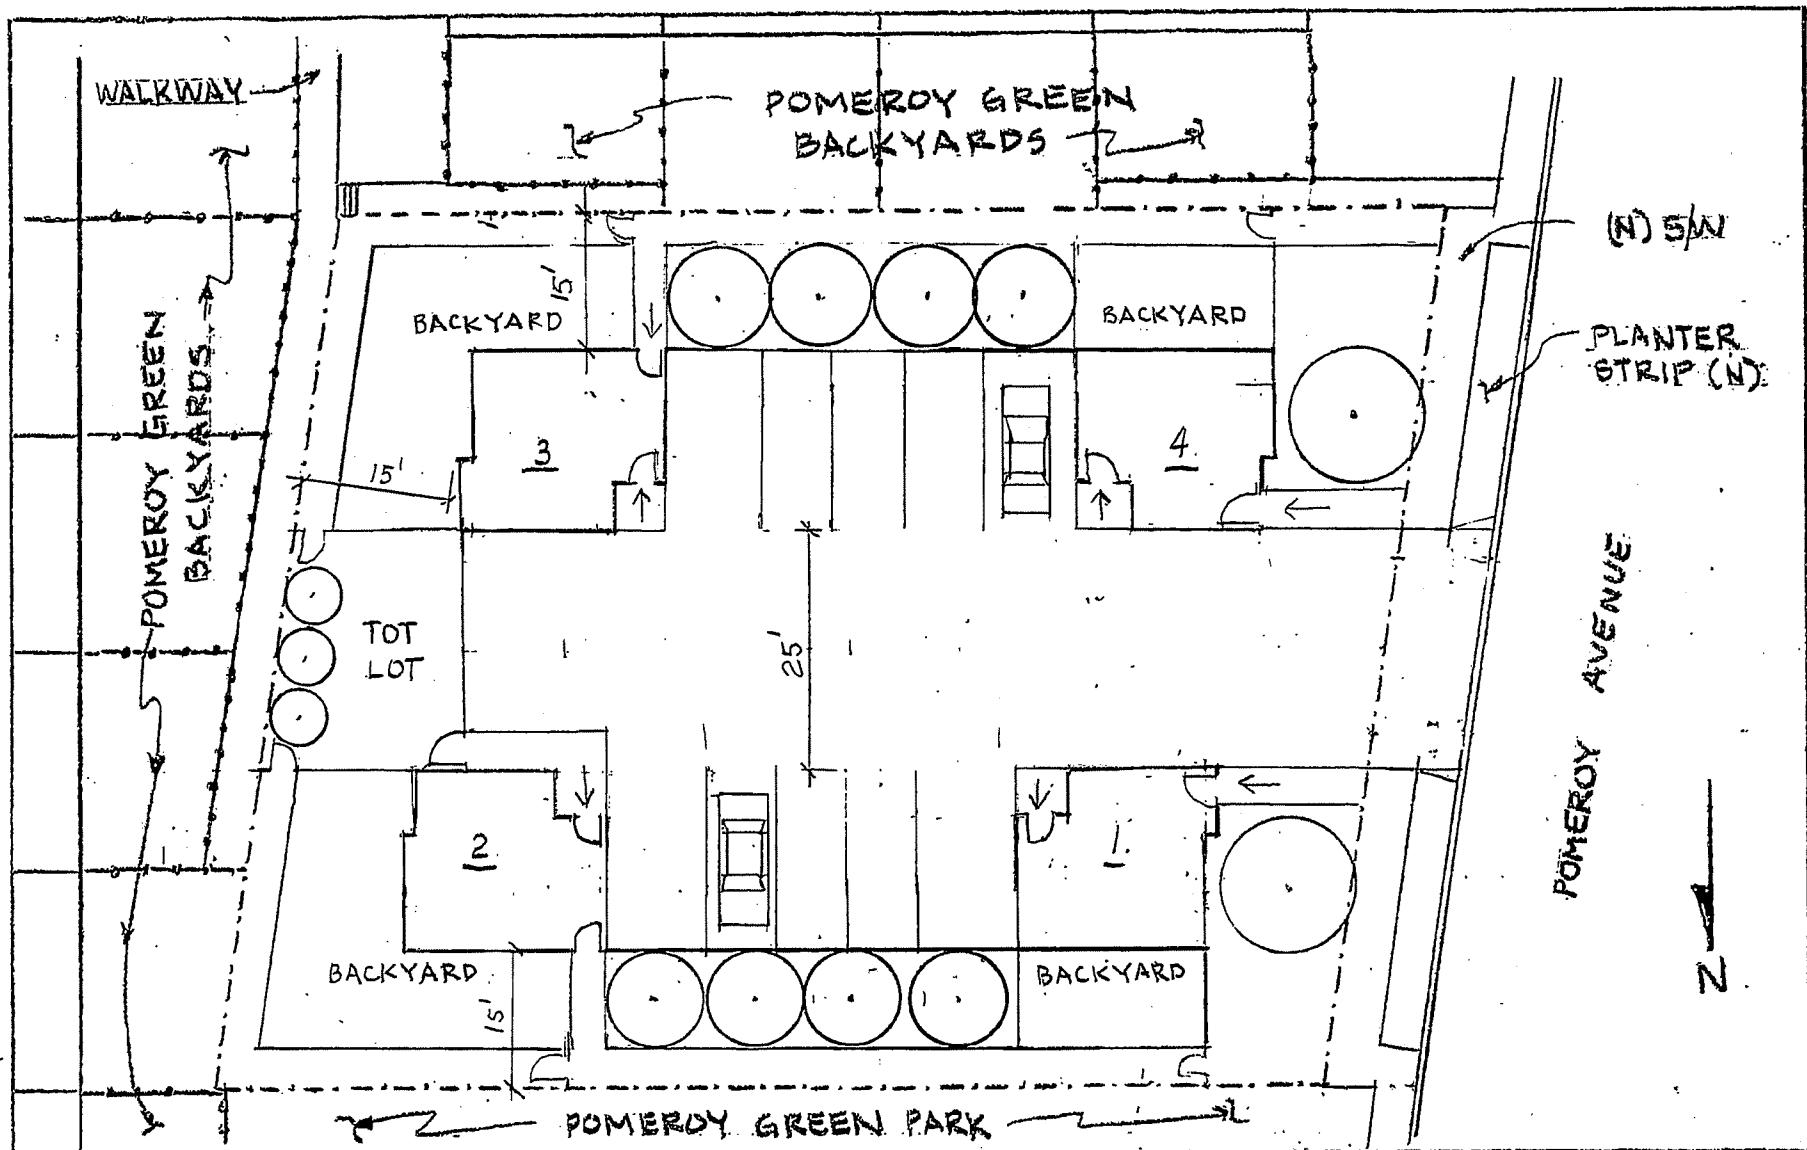 WALKWAY
POMEROY GREEN
BACKYARDS
(N) S/W
PLANTER
STRIP (N)
POMEROY GREEN
BACKYARDS
15'
BACKYARD
BACKYARD
15'
3
4
TOT
LOT
25'
POMEROY AVENUE
2
1
BACKYARD
15'
BACKYARD
N
POMEROY GREEN PARK